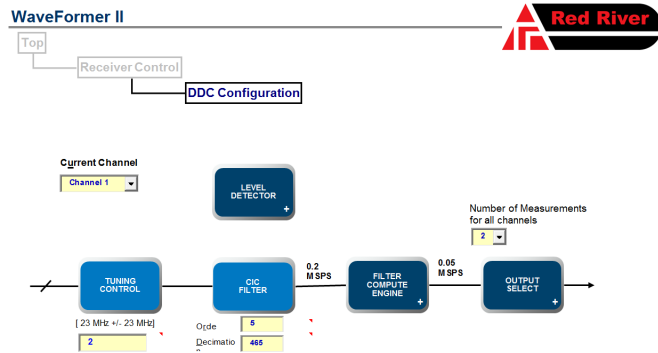 WaveFormer II
Red River
Top
Receiver Control
DDC Configuration
Current Channel
Channel 1
LEVEL
DETECTOR
+
Number of Measurements
for all channels
2
TUNING
CONTROL
CIC
FILTER
0.2
MSPS
FILTER
COMPUTE
ENGINE
+
0.05
MSPS
OUTPUT
SELECT
+
[ 23 MHz +/- 23 MHz]
2
Orde
5
Decimatio
465